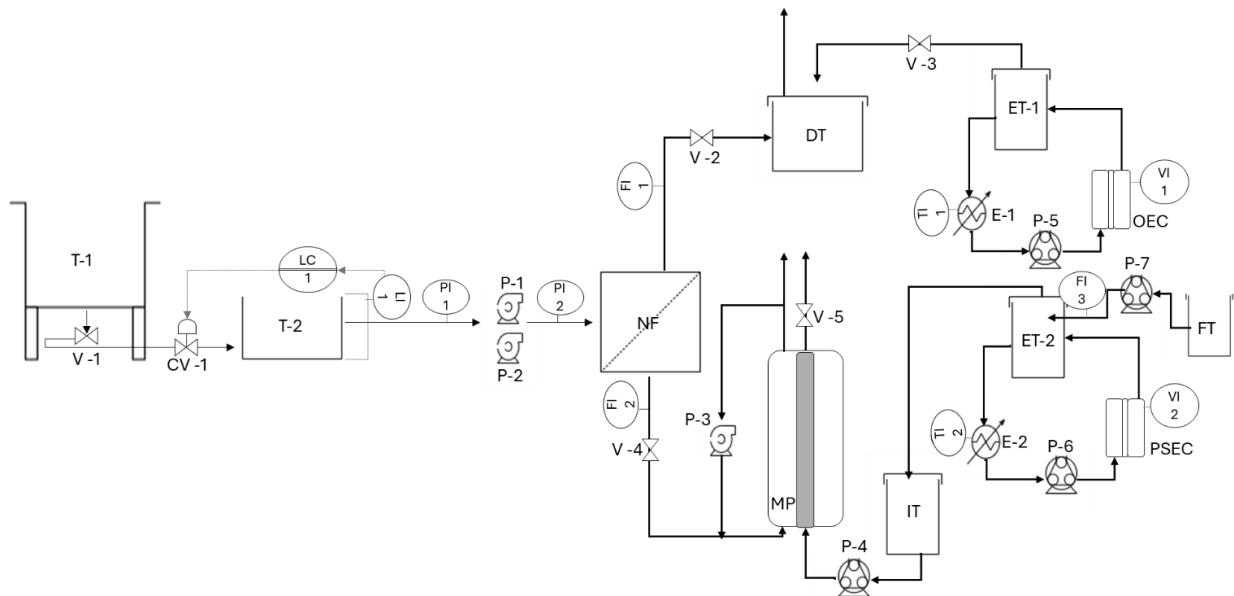 V -3
ET-1
DT
V -2
FI
1
VI
1
OEC
TI
1
E-1
P-5
T-1
LC
1
LI
1
PI
1
P-1
PI
2
T-2
P-2
NF
V -1
CV -1
V -5
FI
3
P-7
ET-2
FT
FI
2
V -4
P-3
VI
2
PSEC
TI
2
E-2
P-6
MP
IT
P-4